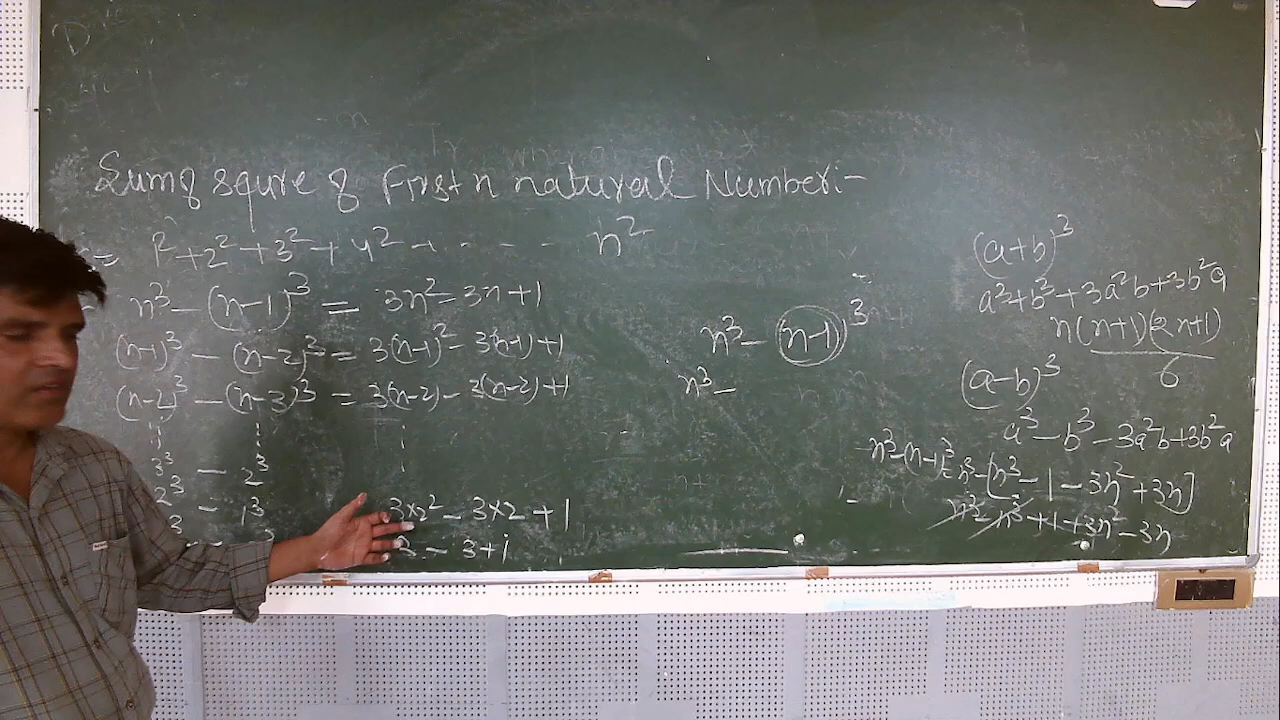 Sum of squre of First n natural Number:-
= 1² + 2² + 3² + 4² + - - - - n²
n³ - (n-1)³ = 3n² - 3n + 1
(n-1)³ - (n-2)³ = 3(n-1)² - 3(n-1) + 1
(n-2)³ - (n-3)³ = 3(n-2) - 3(n-2) + 1
3³ - 2³
2³ - 1³ 3×2² - 3×2 + 1
3 - 3 + 1
n³ - (n-1)³
n³ -
(a+b)³
a³ + b³ + 3a²b + 3b²a
n(n+1)(2n+1)
6
(a-b)³
a³ - b³ - 3a²b + 3b²a
n³ - (n-1)³ = n³ - [n³ - 1 - 3n² + 3n]
n³ - n³ + 1 + 3n² - 3n